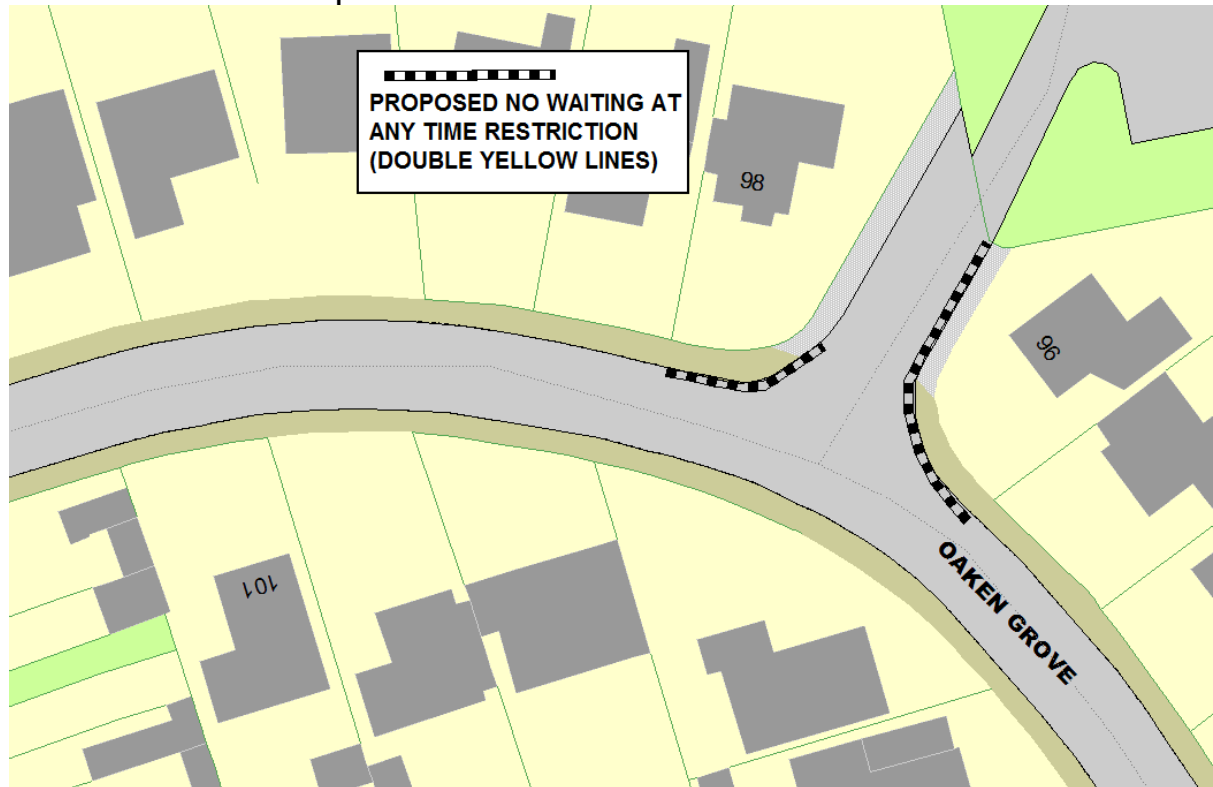 PROPOSED NO WAITING AT
ANY TIME RESTRICTION
(DOUBLE YELLOW LINES)
98
96
101
OAKEN GROVE